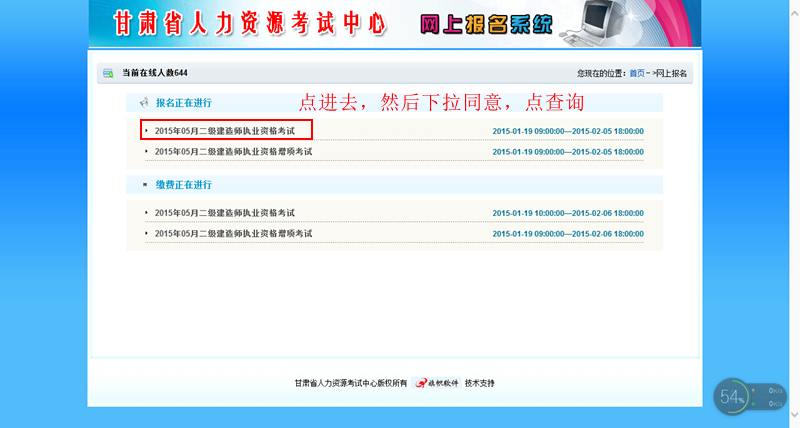 甘肃省人力资源考试中心 网上报名系统
当前在线人数644 您现在的位置：首页-->网上报名
报名正在进行 点进去，然后下拉同意，点查询
2015年05月二级建造师执业资格考试 2015-01-19 09:00:00—2015-02-05 18:00:00
2015年05月二级建造师执业资格增项考试 2015-01-19 09:00:00—2015-02-05 18:00:00
缴费正在进行
2015年05月二级建造师执业资格考试 2015-01-19 10:00:00—2015-02-06 18:00:00
2015年05月二级建造师执业资格增项考试 2015-01-19 09:00:00—2015-02-06 18:00:00
甘肃省人力资源考试中心版权所有 旗帜软件 技术支持
54%
0K/s
0K/s